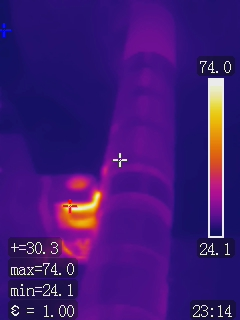 74.0
24.1
+=30.3
max=74.0
min=24.1
ε = 1.00
23:14